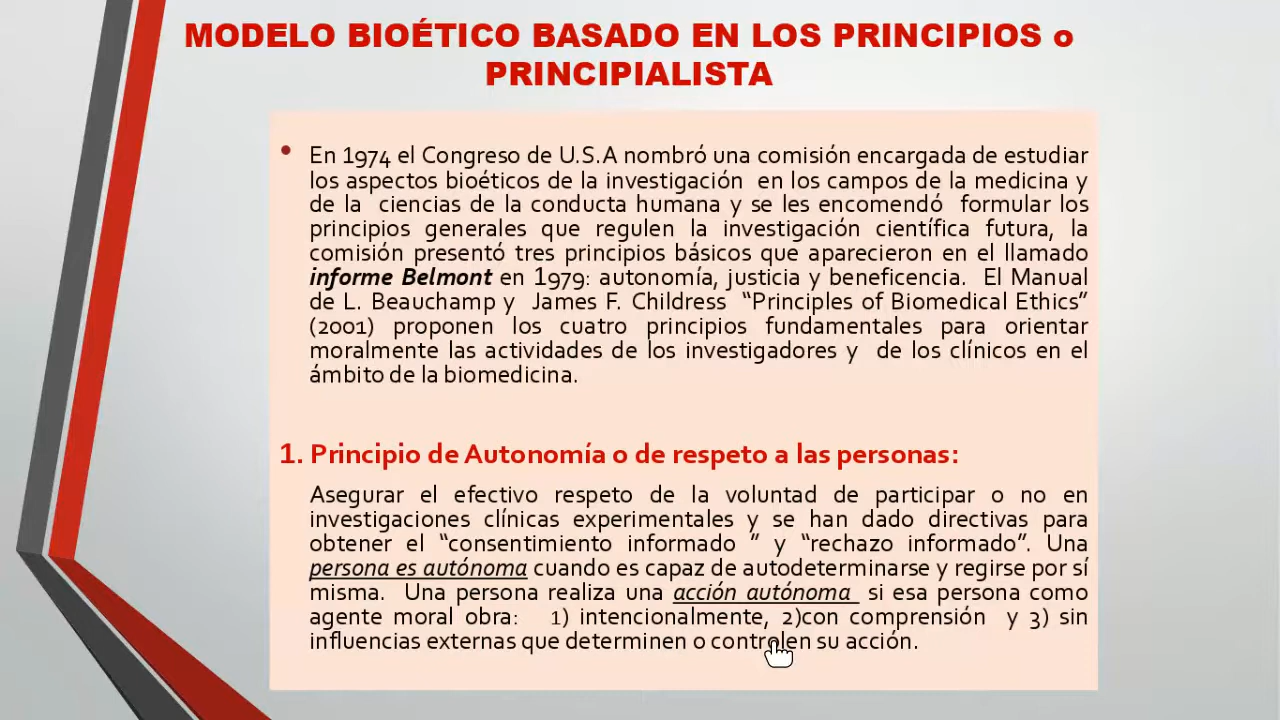 MODELO BIOÉTICO BASADO EN LOS PRINCIPIOS o
PRINCIPIALISTA
• En 1974 el Congreso de U.S.A nombró una comisión encargada de estudiar
los aspectos bioéticos de la investigación en los campos de la medicina y
de la ciencias de la conducta humana y se les encomendó formular los
principios generales que regulen la investigación científica futura, la
comisión presentó tres principios básicos que aparecieron en el llamado
informe Belmont en 1979: autonomía, justicia y beneficencia. El Manual
de L. Beauchamp y James F. Childress “Principles of Biomedical Ethics”
(2001) proponen los cuatro principios fundamentales para orientar
moralmente las actividades de los investigadores y de los clínicos en el
ámbito de la biomedicina.
1. Principio de Autonomía o de respeto a las personas:
Asegurar el efectivo respeto de la voluntad de participar o no en
investigaciones clínicas experimentales y se han dado directivas para
obtener el “consentimiento informado ” y “rechazo informado”. Una
persona es autónoma cuando es capaz de autodeterminarse y regirse por sí
misma. Una persona realiza una acción autónoma si esa persona como
agente moral obra: 1) intencionalmente, 2)con comprensión y 3) sin
influencias externas que determinen o controlen su acción.